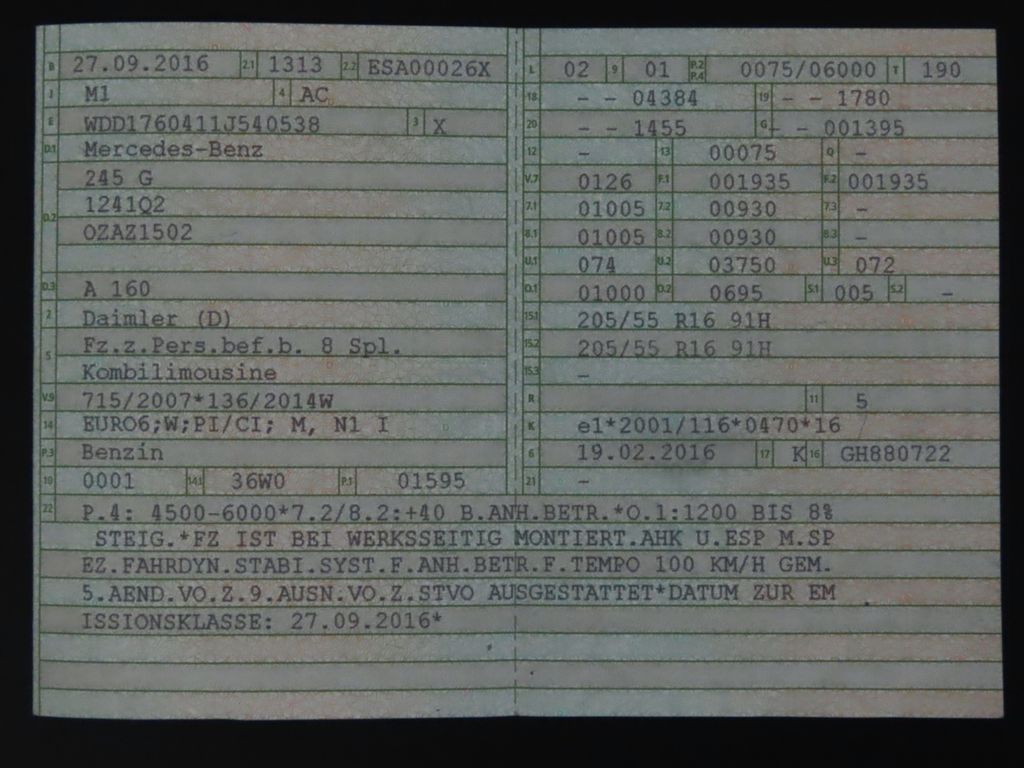 B 27.09.2016 2.1 1313 2.2 ESA00026X
J M1 4 AC
E WDD1760411J540538 3 X
D.1 Mercedes-Benz
245 G
D.2 1241Q2
OZAZ1502
D.3 A 160
2 Daimler (D)
5 Fz.z.Pers.bef.b. 8 Spl.
Kombilimousine
V.9 715/2007*136/2014W
14 EURO6;W;PI/CI; M, N1 I
P.3 Benzin
10 0001 14.1 36W0 P.1 01595
L 02 9 01 P.2 P.4 0075/06000 T 190
18 - - 04384 19 - - 1780
20 - - 1455 G - - 001395
12 - 13 00075 Q -
V.7 0126 F.1 001935 F.2 001935
7.1 01005 7.2 00930 7.3 -
8.1 01005 8.2 00930 8.3 -
U.1 074 U.2 03750 U.3 072
O.1 01000 O.2 0695 S.1 005 S.2 -
15.1 205/55 R16 91H
15.2 205/55 R16 91H
15.3 -
R 11 5
K e1*2001/116*0470*16
6 19.02.2016 17 K 16 GH880722
21 -
22 P.4: 4500-6000*7.2/8.2:+40 B.ANH.BETR.*O.1:1200 BIS 8%
STEIG.*FZ IST BEI WERKSSEITIG MONTIERT.AHK U.ESP M.SP
EZ.FAHRDYN.STABI.SYST.F.ANH.BETR.F.TEMPO 100 KM/H GEM.
5.AEND.VO.Z.9.AUSN.VO.Z.STVO AUSGESTATTET*DATUM ZUR EM
ISSIONSKLASSE: 27.09.2016*